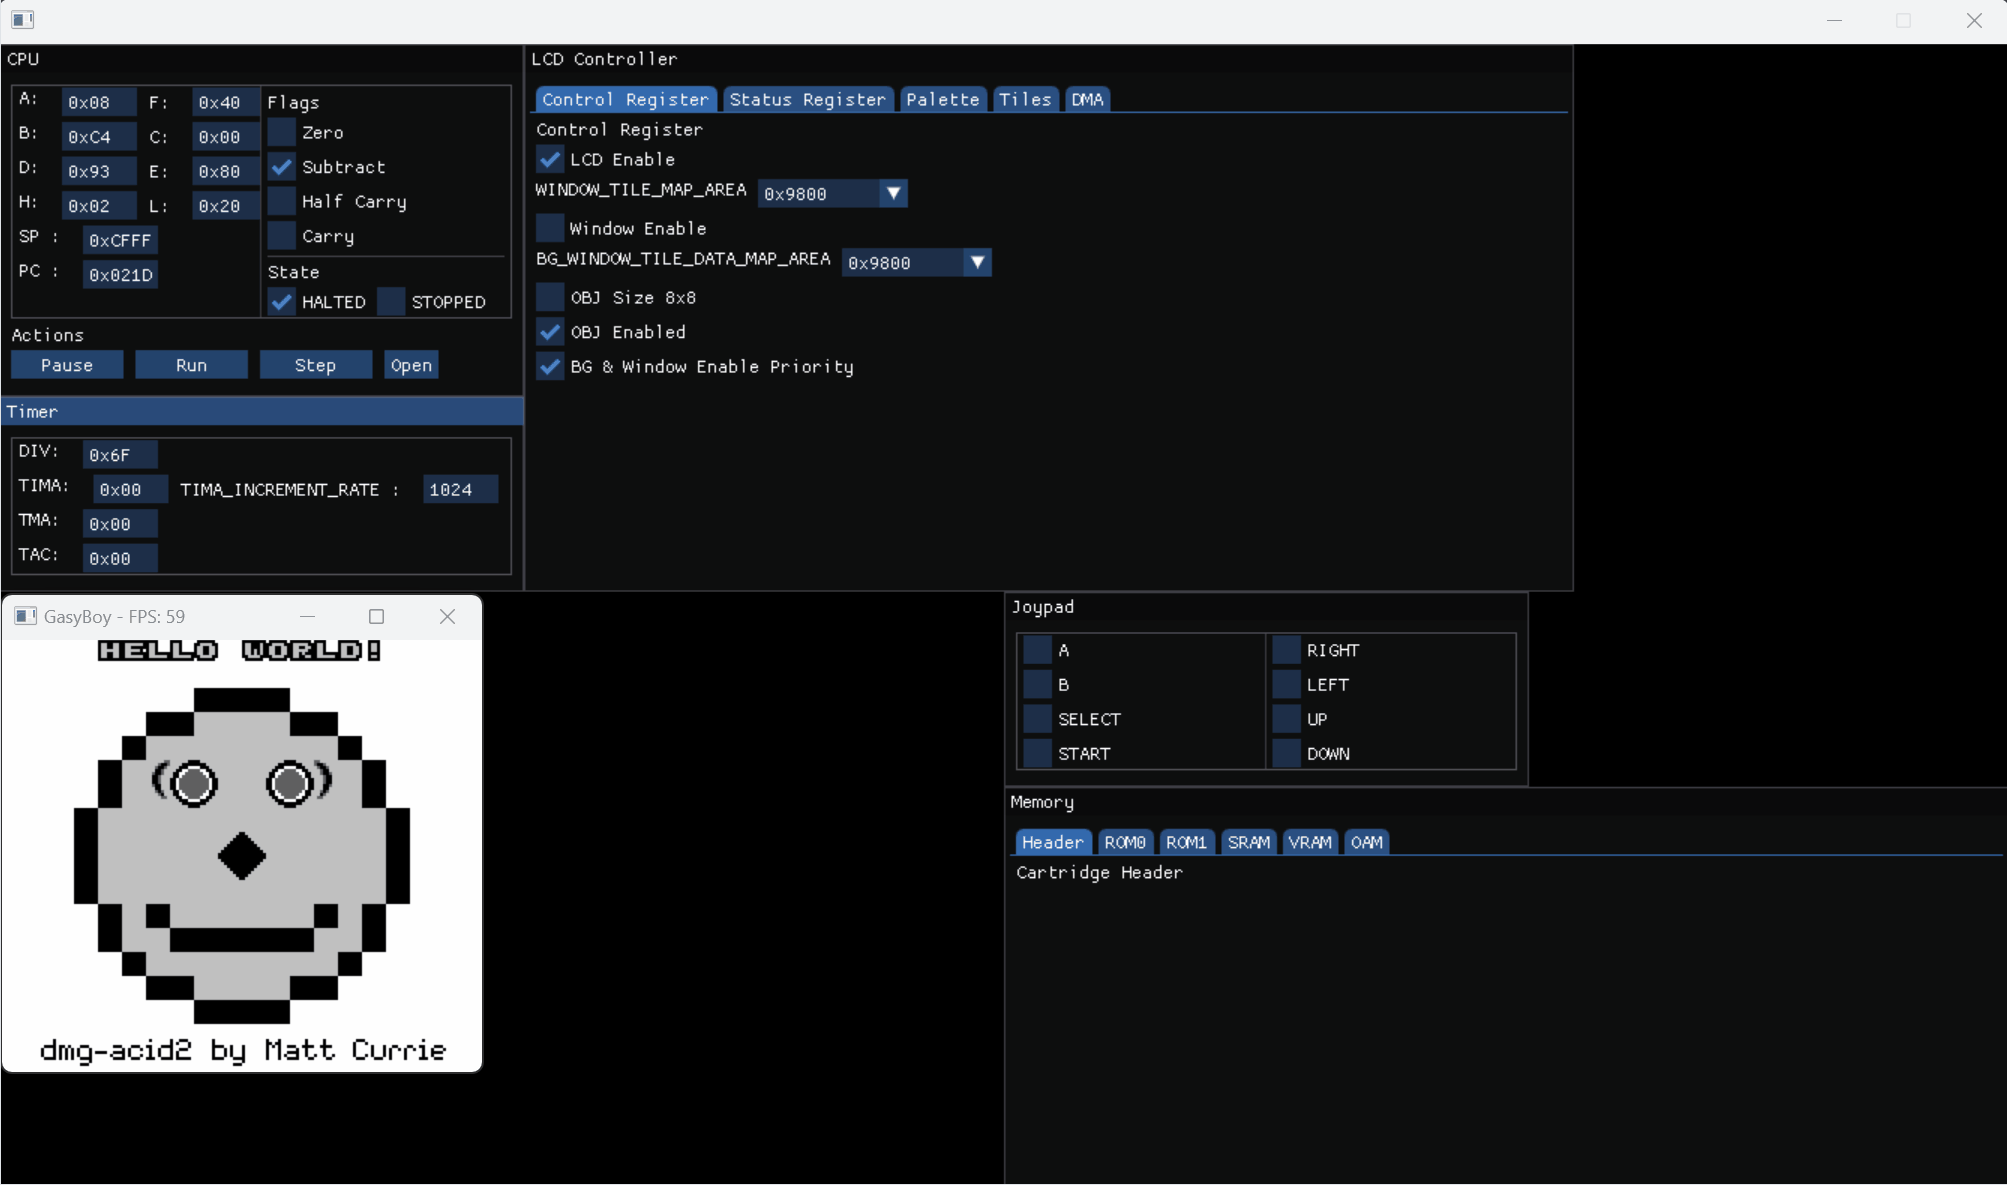 CPU
A: 0x08 F: 0x40 Flags
Zero
B: 0xC4 C: 0x00
Subtract
D: 0x93 E: 0x80
Half Carry
H: 0x02 L: 0x20
Carry
SP : 0xCFFF
PC : 0x021D
State
HALTED STOPPED
Actions
Pause Run Step Open
Timer
DIV: 0x6F
TIMA: 0x00 TIMA_INCREMENT_RATE : 1024
TMA: 0x00
TAC: 0x00
LCD Controller
Control Register Status Register Palette Tiles DMA
Control Register
LCD Enable
WINDOW_TILE_MAP_AREA 0x9800
Window Enable
BG_WINDOW_TILE_DATA_MAP_AREA 0x9800
OBJ Size 8x8
OBJ Enabled
BG & Window Enable Priority
GasyBoy - FPS: 59
HELLO WORLD!
dmg-acid2 by Matt Currie
Joypad
A RIGHT
B LEFT
SELECT UP
START DOWN
Memory
Header ROM0 ROM1 SRAM VRAM OAM
Cartridge Header